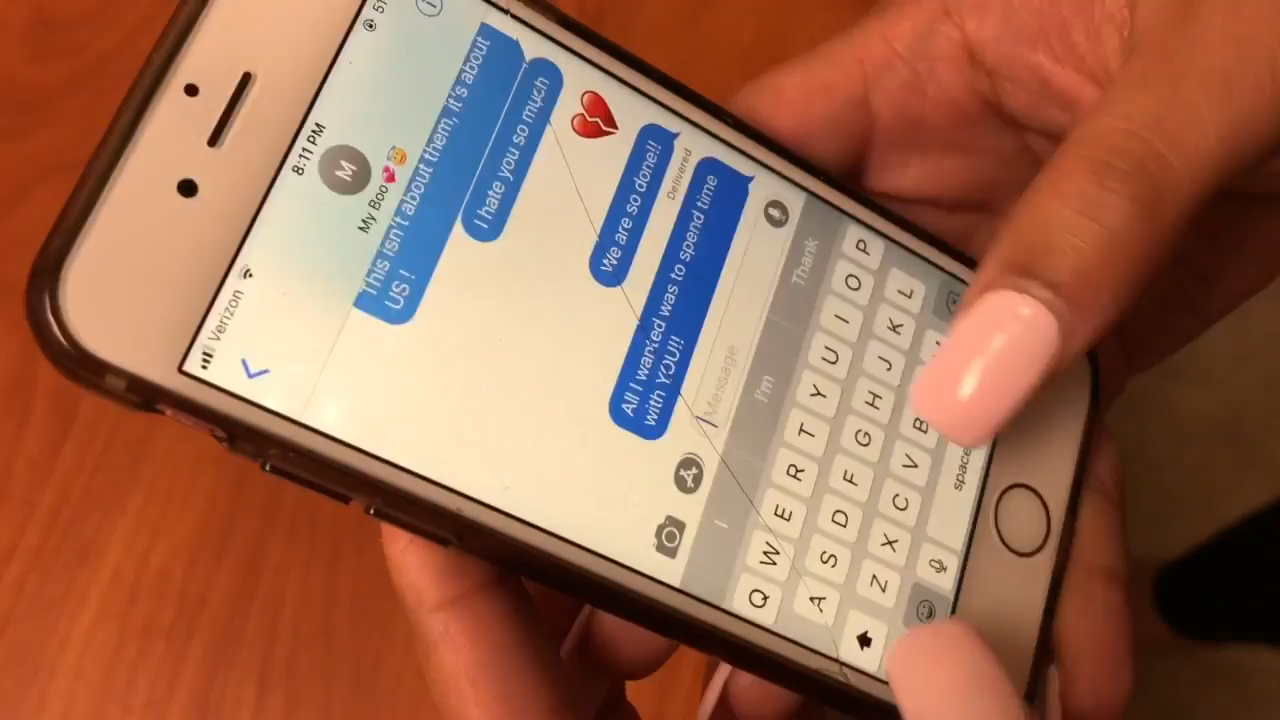 Verizon 8:11 PM 51
M
My Boo💕😇
This isn't about them, it's about
US !
I hate you so much
💔
We are so done!!
Delivered
All I wanted was to spend time
with YOU!!
Message
I I'm Thank
Q W E R T Y U I O P
A S D F G H J K L
Z X C V B
space